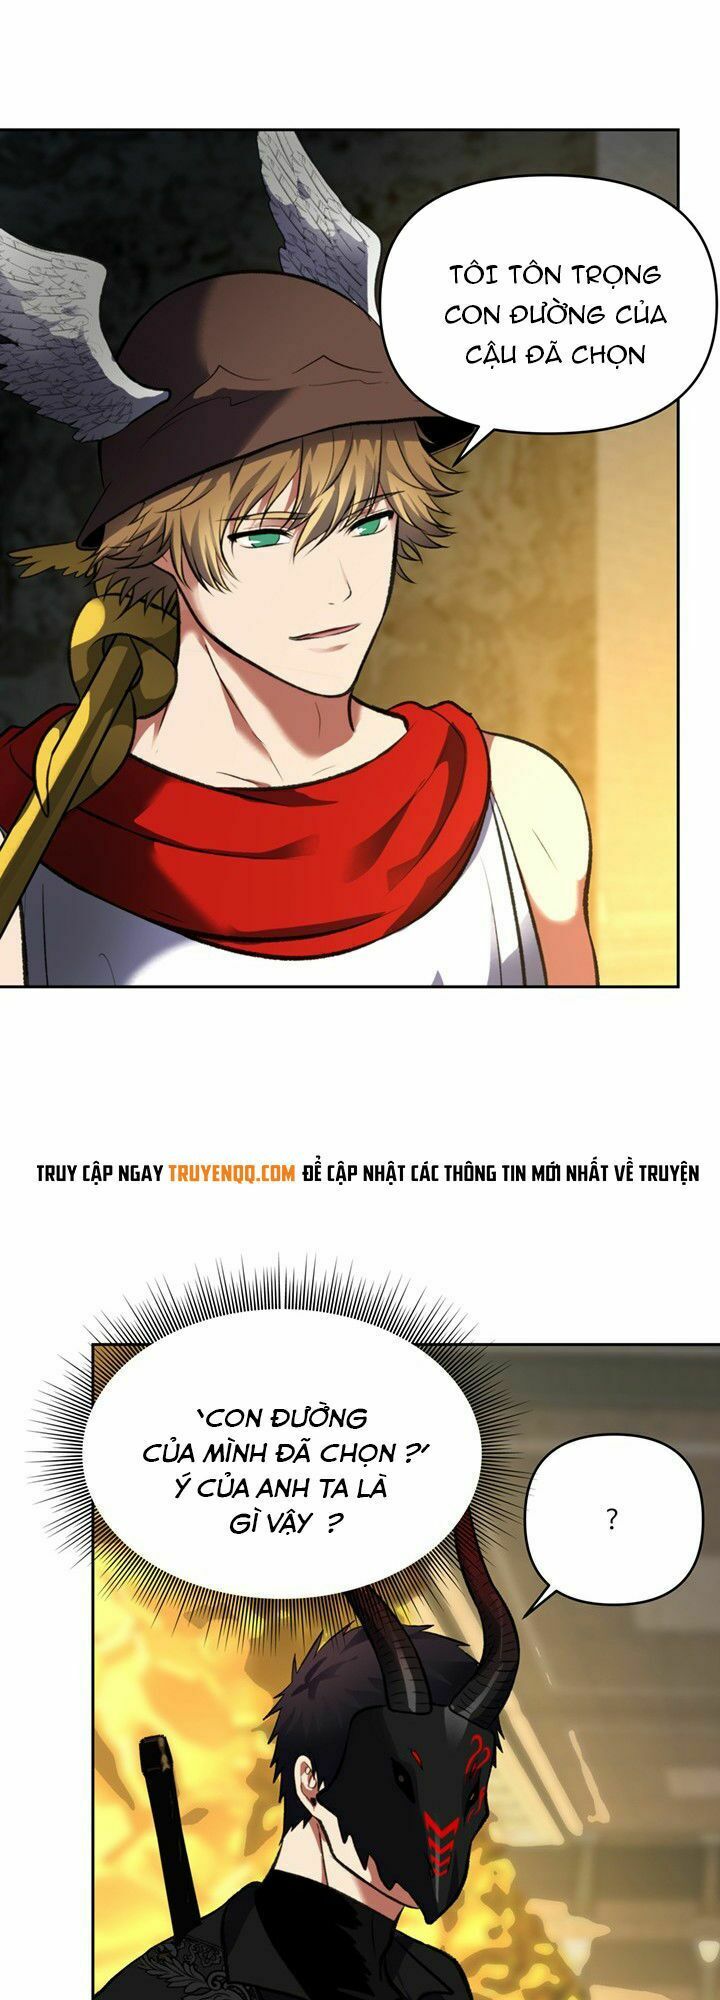 TÔI TÔN TRỌNG
CON ĐƯỜNG CỦA
CẬU ĐÃ CHỌN
TRUY CẬP NGAY TRUYENQQ.COM ĐỂ CẬP NHẬT CÁC THÔNG TIN MỚI NHẤT VỀ TRUYỆN
‘CON ĐƯỜNG
CỦA MÌNH ĐÃ CHỌN ?’
Ý CỦA ANH TA LÀ
GÌ VẬY ?
?